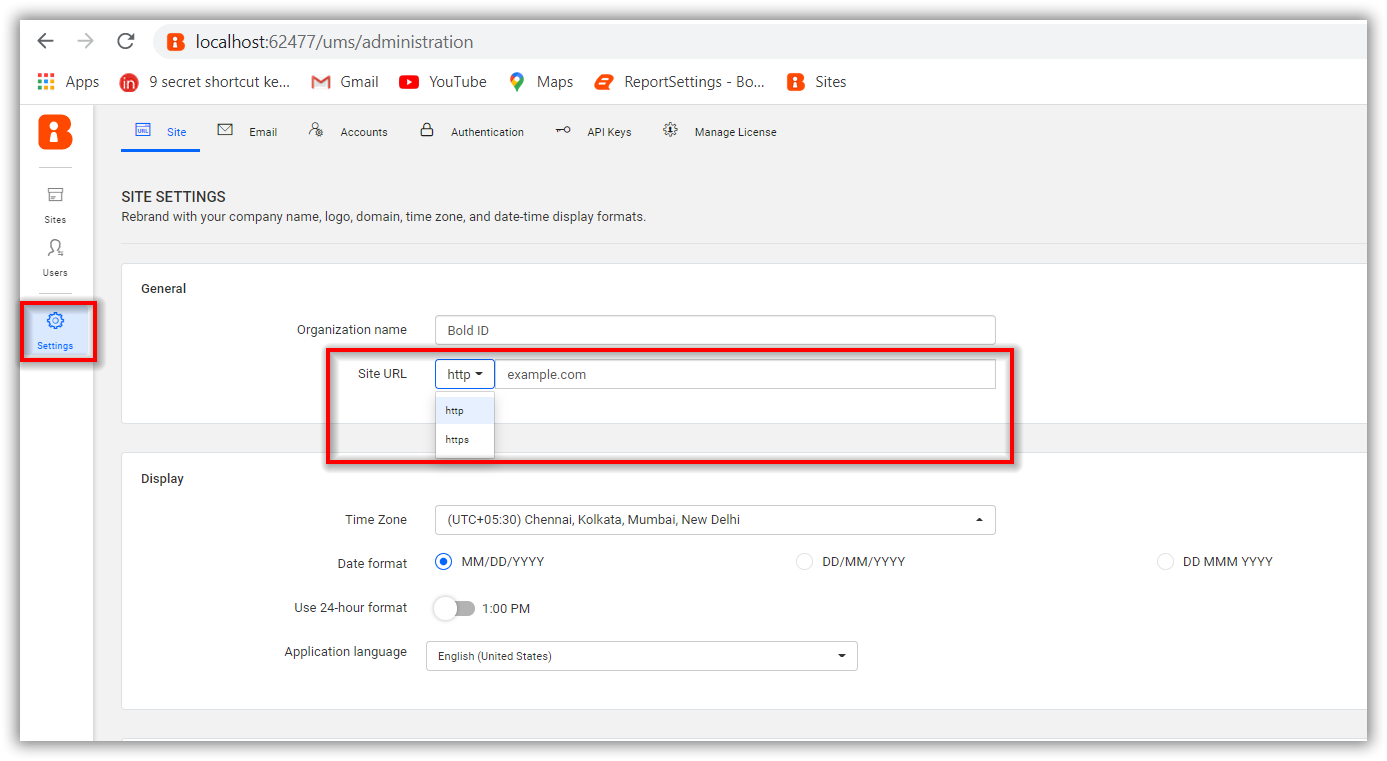 localhost:62477/ums/administration
Apps 9 secret shortcut ke... Gmail YouTube Maps ReportSettings - Bo... Sites
URL Site Email Accounts Authentication API Keys Manage License
Sites
Users
Settings
SITE SETTINGS
Rebrand with your company name, logo, domain, time zone, and date-time display formats.
General
Organization name Bold ID
Site URL http example.com
http
https
Display
Time Zone (UTC+05:30) Chennai, Kolkata, Mumbai, New Delhi
Date format MM/DD/YYYY DD/MM/YYYY DD MMM YYYY
Use 24-hour format 1:00 PM
Application language English (United States)